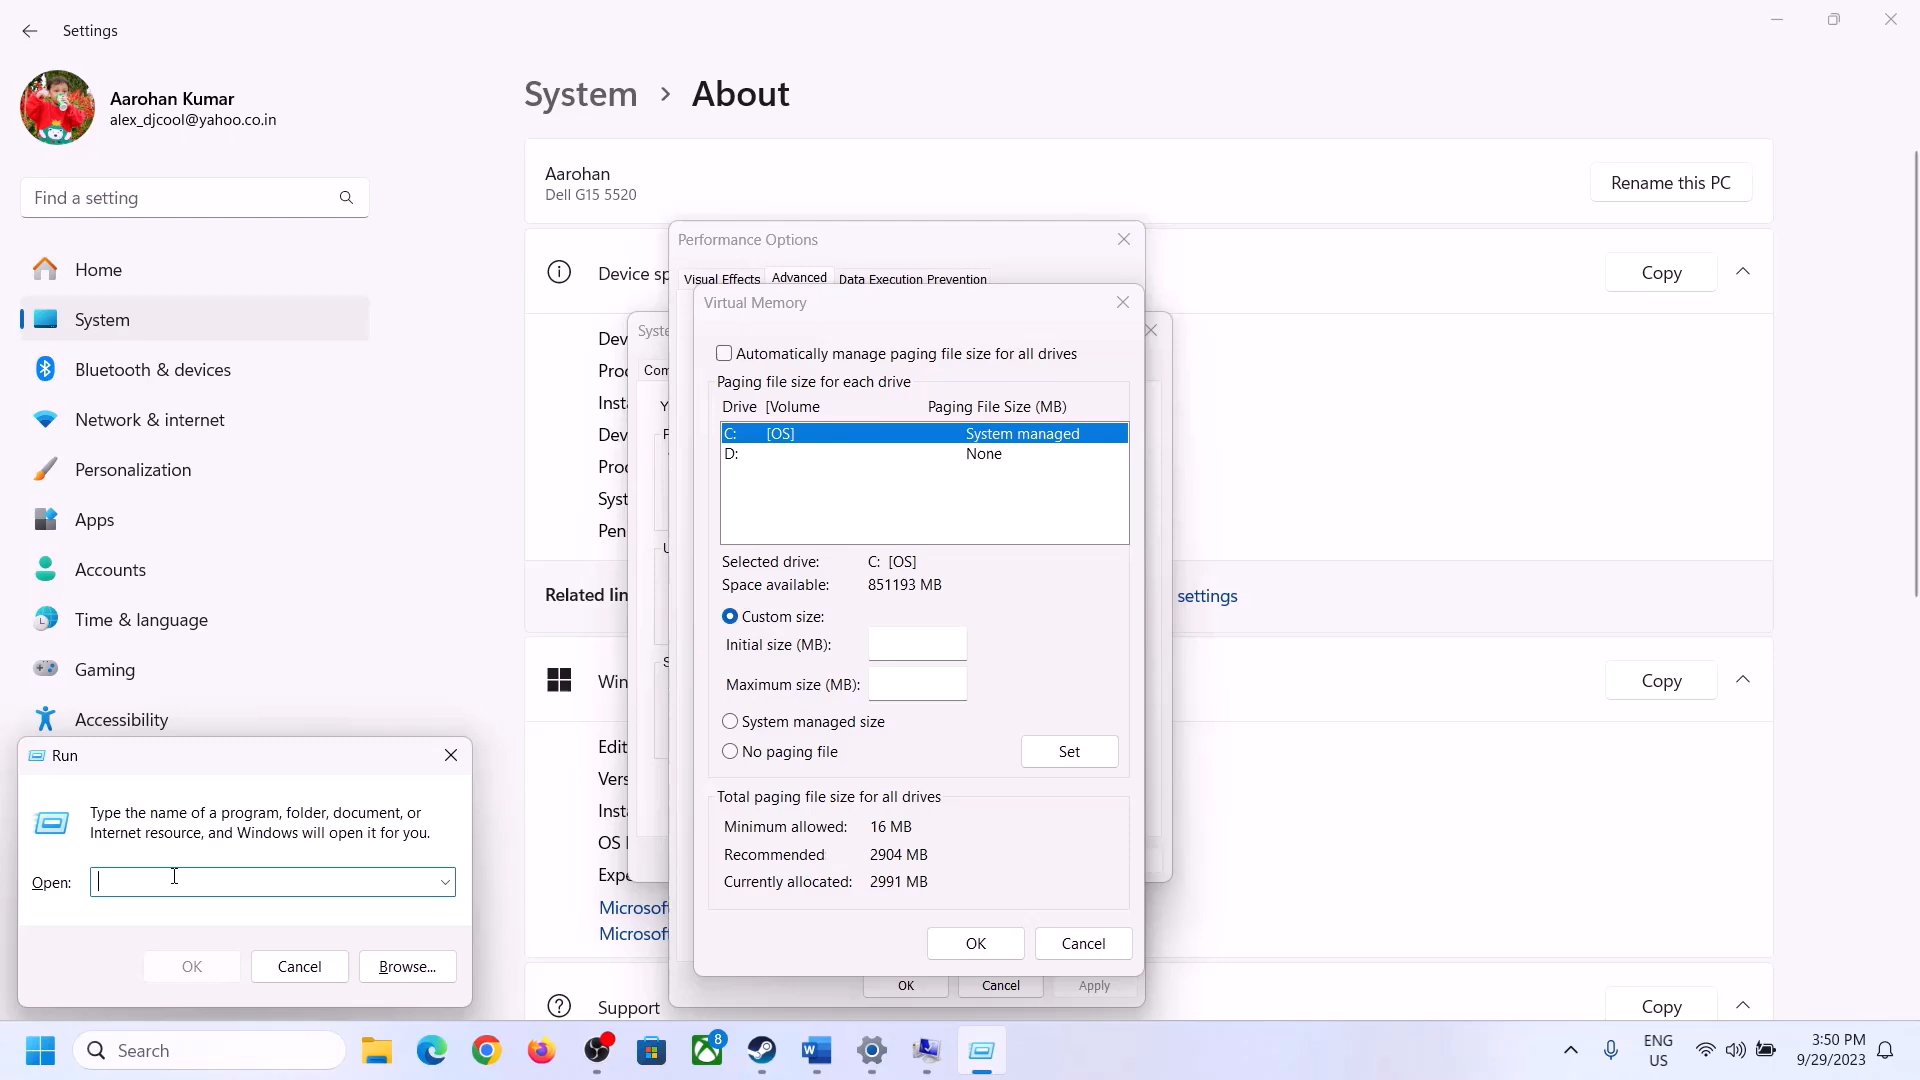 Settings
Aarohan Kumar
alex_djcool@yahoo.co.in
Find a setting
Home
System
Bluetooth & devices
Network & internet
Personalization
Apps
Accounts
Time & language
Gaming
Accessibility
System > About
Aarohan
Dell G15 5520
Rename this PC
Device sp
Copy
Related lin
settings
Copy
Support
Copy
Performance Options
Visual Effects
Advanced
Data Execution Prevention
Virtual Memory
Automatically manage paging file size for all drives
Paging file size for each drive
Drive [Volume Paging File Size (MB)
C: [OS] System managed
D: None
Selected drive: C: [OS]
Space available: 851193 MB
Custom size:
Initial size (MB):
Maximum size (MB):
System managed size
No paging file
Set
Total paging file size for all drives
Minimum allowed: 16 MB
Recommended 2904 MB
Currently allocated: 2991 MB
OK Cancel
OK Cancel Apply
Run
Type the name of a program, folder, document, or
Internet resource, and Windows will open it for you.
Open:
OK Cancel Browse...
Search
8
ENG
US
3:50 PM
9/29/2023